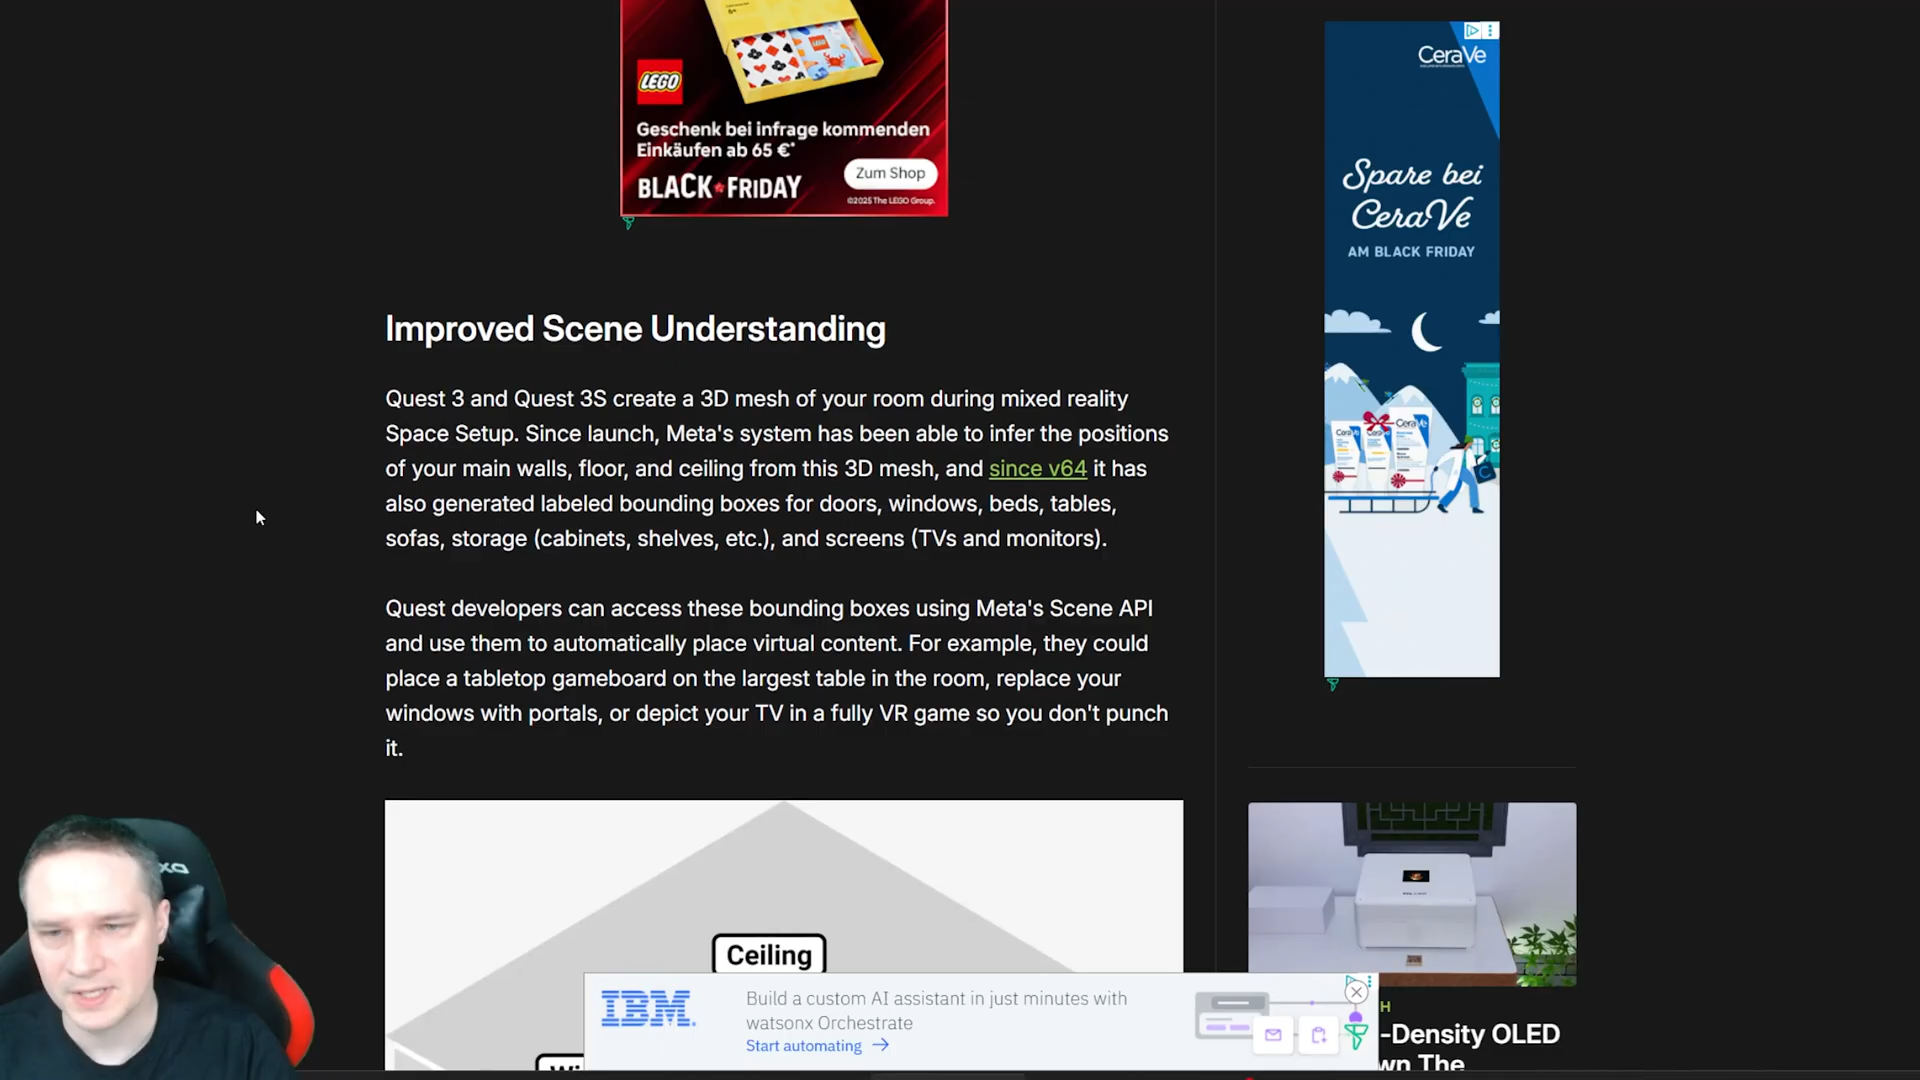 5+
LEGO
LEGO
Geschenk bei infrage kommenden
Einkäufen ab 65 €*
BLACK FRIDAY
Zum Shop
©2025 The LEGO Group.
CeraVe
Spare bei
CeraVe
AM BLACK FRIDAY
CeraVe
CeraVe
Improved Scene Understanding
Quest 3 and Quest 3S create a 3D mesh of your room during mixed reality
Space Setup. Since launch, Meta's system has been able to infer the positions
of your main walls, floor, and ceiling from this 3D mesh, and since v64 it has
also generated labeled bounding boxes for doors, windows, beds, tables,
sofas, storage (cabinets, shelves, etc.), and screens (TVs and monitors).
Quest developers can access these bounding boxes using Meta's Scene API
and use them to automatically place virtual content. For example, they could
place a tabletop gameboard on the largest table in the room, replace your
windows with portals, or depict your TV in a fully VR game so you don't punch
it.
Ceiling
Wi
IBM
Build a custom AI assistant in just minutes with
watsonx Orchestrate
Start automating →
H
-Density OLED
wn The